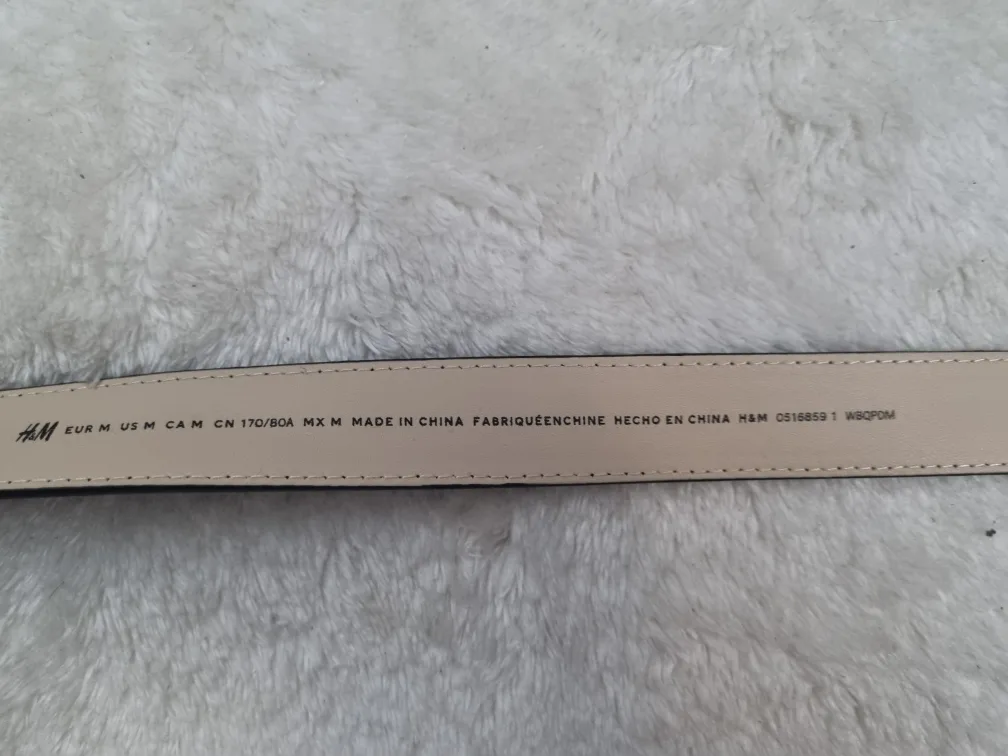 H&M EUR M US M CA M CN 170/80A MX M MADE IN CHINA FABRIQUÉENCHINE HECHO EN CHINA H&M 0516859 1 WBQPDM